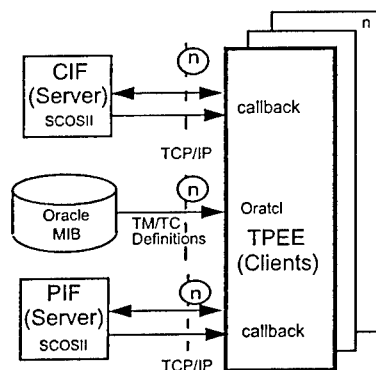 n
n
CIF
(Server)
SCOSII
callback
TCP/IP
n
Oracle
MIB
TM/TC
Definitions
Oratcl
TPEE
(Clients)
n
PIF
(Server)
SCOSII
callback
TCP/IP